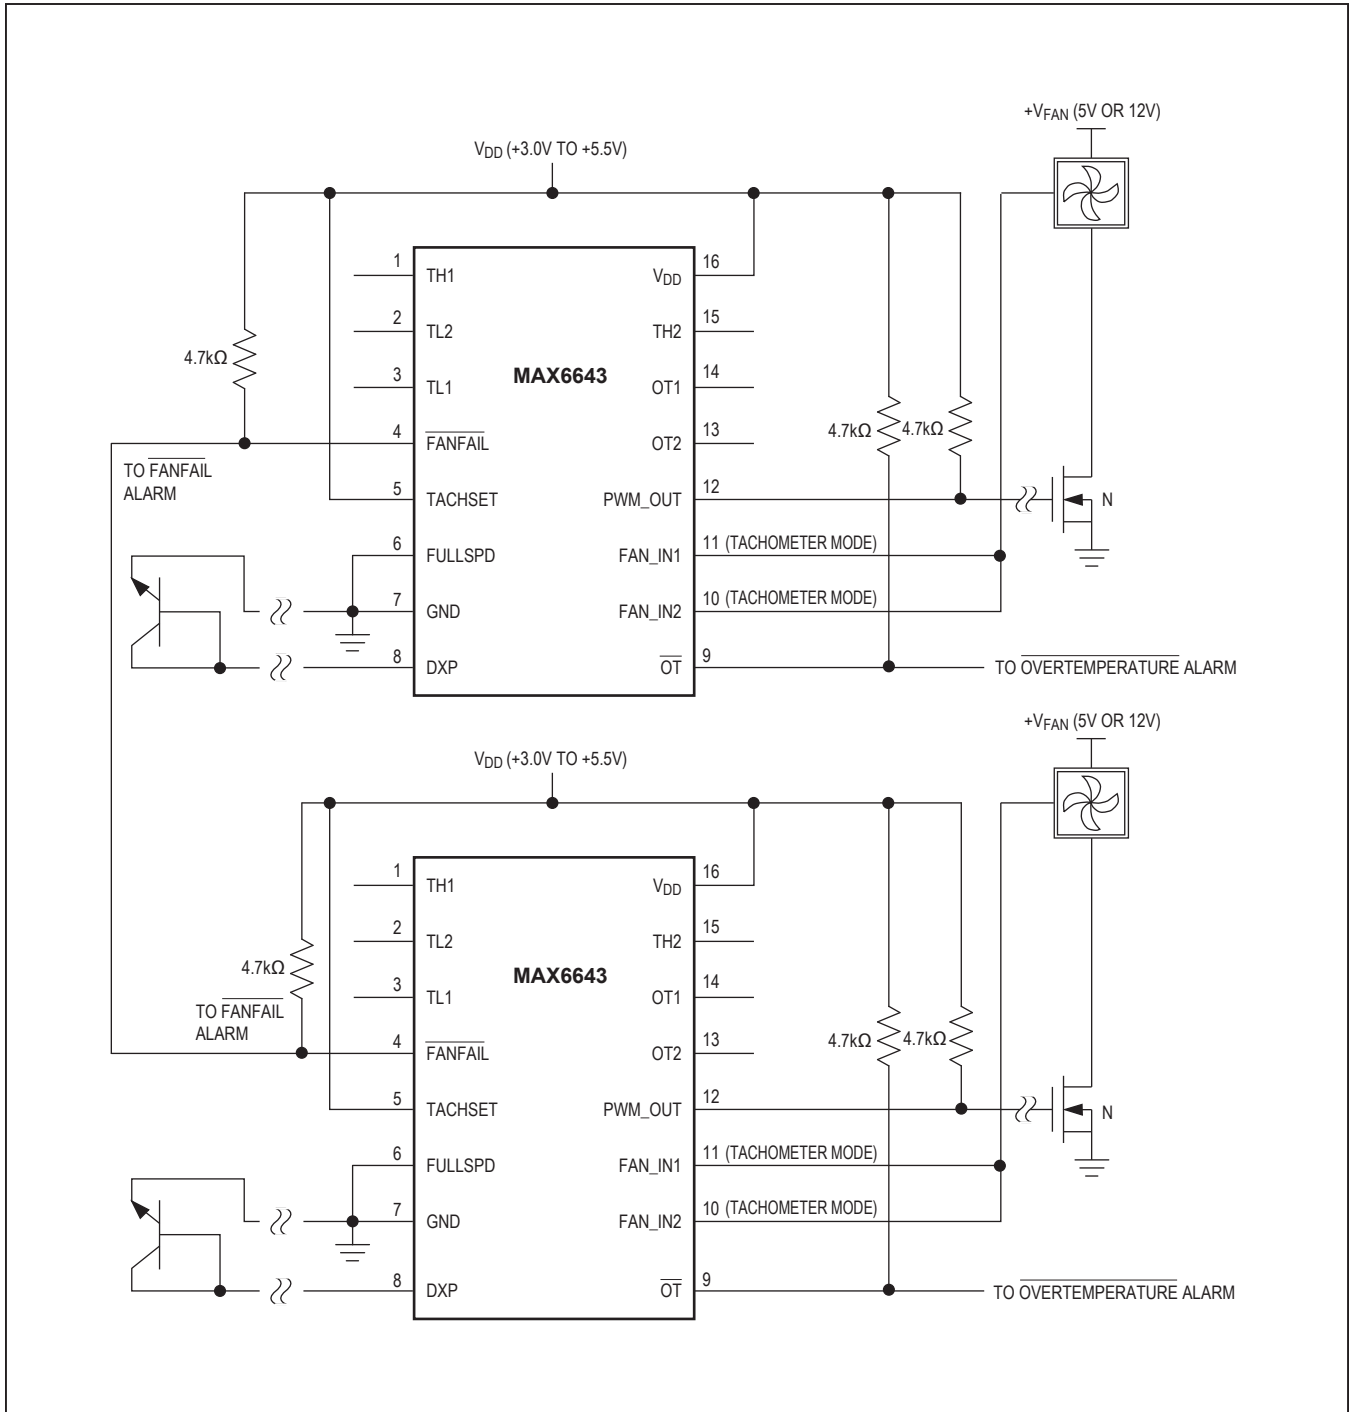 +VFAN (5V OR 12V)
VDD (+3.0V TO +5.5V)
1 TH1 VDD 16
2 TL2 TH2 15
4.7kΩ
3 TL1 MAX6643 OT1 14
4 FANFAIL OT2 13
4.7kΩ 4.7kΩ
TO FANFAIL
ALARM
5 TACHSET PWM_OUT 12 N
6 FULLSPD FAN_IN1 11 (TACHOMETER MODE)
7 GND FAN_IN2 10 (TACHOMETER MODE)
8 DXP OT 9 TO OVERTEMPERATURE ALARM
+VFAN (5V OR 12V)
VDD (+3.0V TO +5.5V)
1 TH1 VDD 16
2 TL2 TH2 15
4.7kΩ MAX6643
3 TL1 OT1 14
TO FANFAIL
ALARM
4 FANFAIL OT2 13
4.7kΩ 4.7kΩ
5 TACHSET PWM_OUT 12 N
6 FULLSPD FAN_IN1 11 (TACHOMETER MODE)
7 GND FAN_IN2 10 (TACHOMETER MODE)
8 DXP OT 9 TO OVERTEMPERATURE ALARM